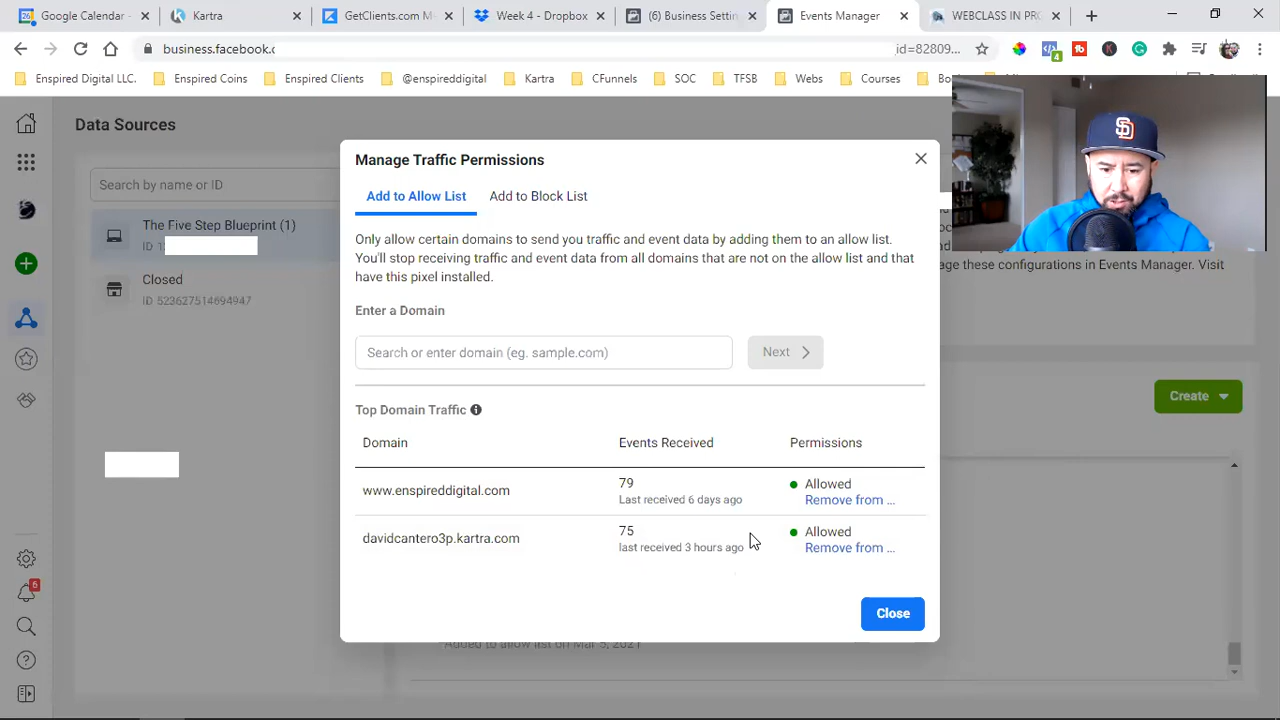 Google Calendar -
Kartra
GetClients.com M
Week 4 - Dropbox
(6) Business Settin
Events Manager
WEBCLASS IN PRO
business.facebook.c
id=82809...
4
Enspired Digital LLC.
Enspired Coins
Enspired Clients
@enspireddigital
Kartra
CFunnels
SOC
TFSB
Webs
Courses
Data Sources
Search by name or ID
The Five Step Blueprint (1)
Closed
ID 523627514694947
Manage Traffic Permissions
Add to Allow List
Add to Block List
Only allow certain domains to send you traffic and event data by adding them to an allow list.
You'll stop receiving traffic and event data from all domains that are not on the allow list and that
have this pixel installed.
Enter a Domain
Search or enter domain (eg. sample.com)
Next
Top Domain Traffic
Domain
Events Received
Permissions
www.enspireddigital.com
79
Last received 6 days ago
Allowed
Remove from ...
davidcantero3p.kartra.com
75
last received 3 hours ago
Allowed
Remove from ...
Close
SD
age these configurations in Events Manager. Visit
Create
Added to allow list on Mar 5, 2021
6